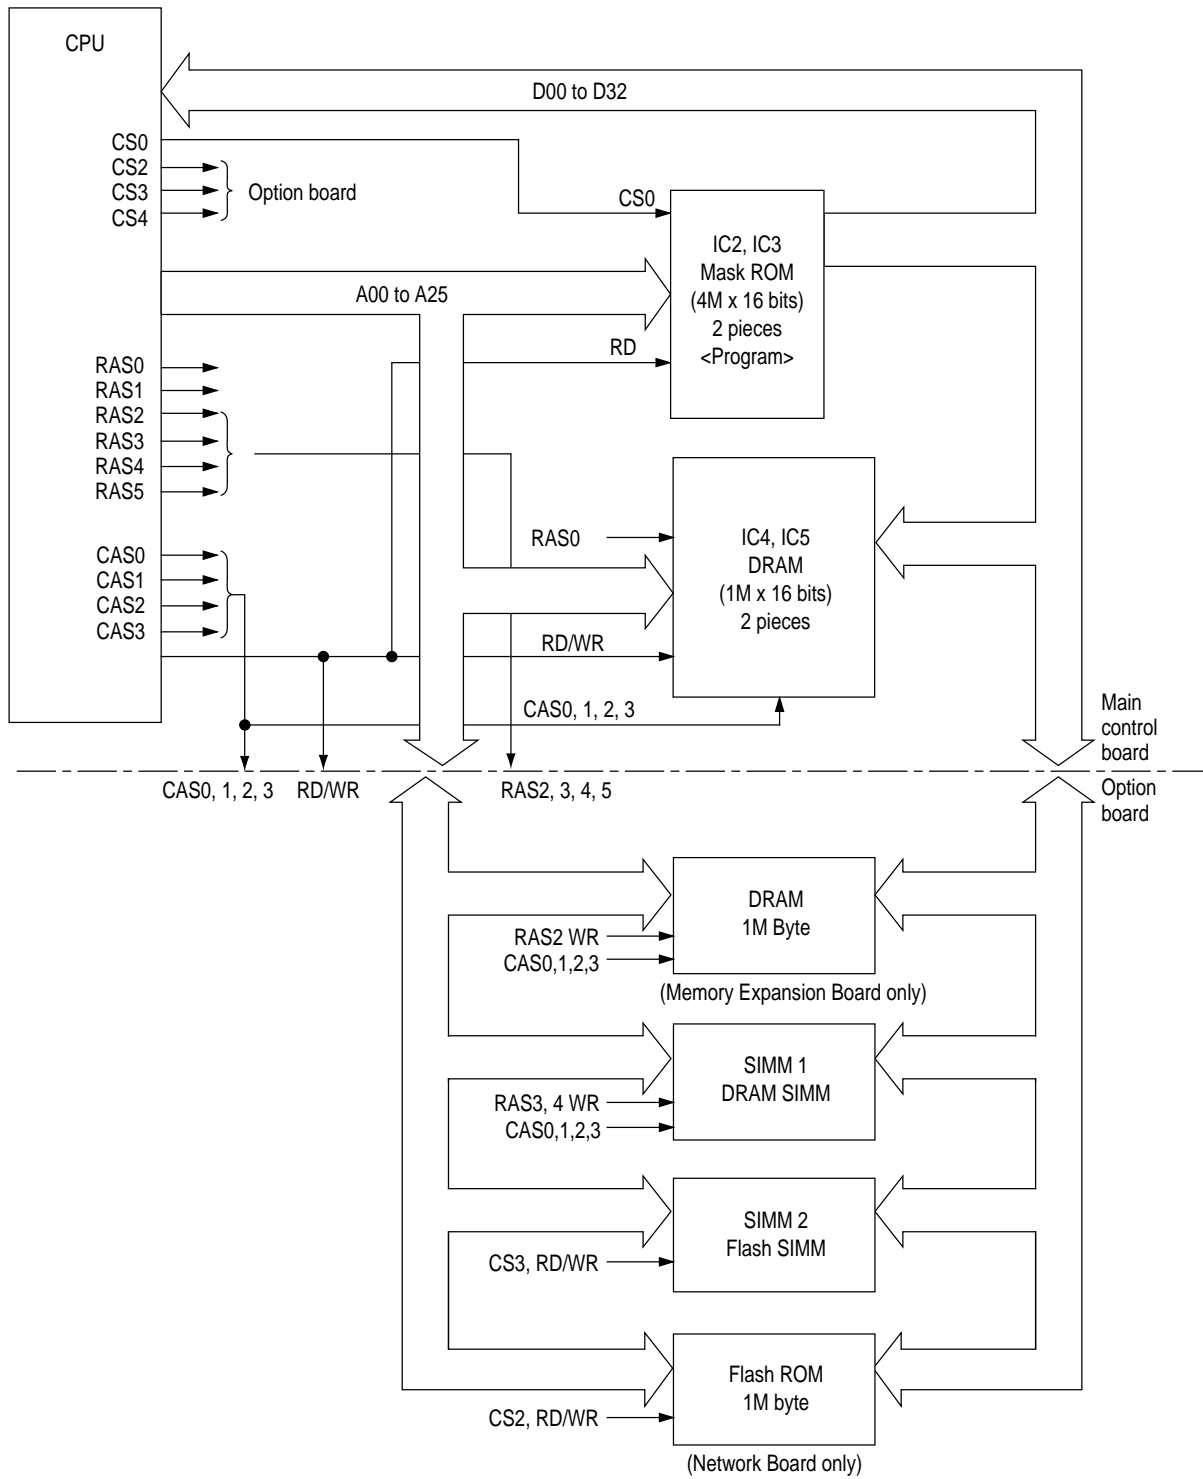 CPU
D00 to D32
CS0
CS2
CS3
CS4
Option board
CS0
IC2, IC3
Mask ROM
(4M x 16 bits)
2 pieces
<Program>
A00 to A25
RD
RAS0
RAS1
RAS2
RAS3
RAS4
RAS5
RAS0
IC4, IC5
DRAM
(1M x 16 bits)
2 pieces
CAS0
CAS1
CAS2
CAS3
RD/WR
CAS0, 1, 2, 3
Main
control
board
CAS0, 1, 2, 3
RD/WR
RAS2, 3, 4, 5
Option
board
DRAM
1M Byte
RAS2 WR
CAS0,1,2,3
(Memory Expansion Board only)
SIMM 1
DRAM SIMM
RAS3, 4 WR
CAS0,1,2,3
SIMM 2
Flash SIMM
CS3, RD/WR
Flash ROM
1M byte
CS2, RD/WR
(Network Board only)